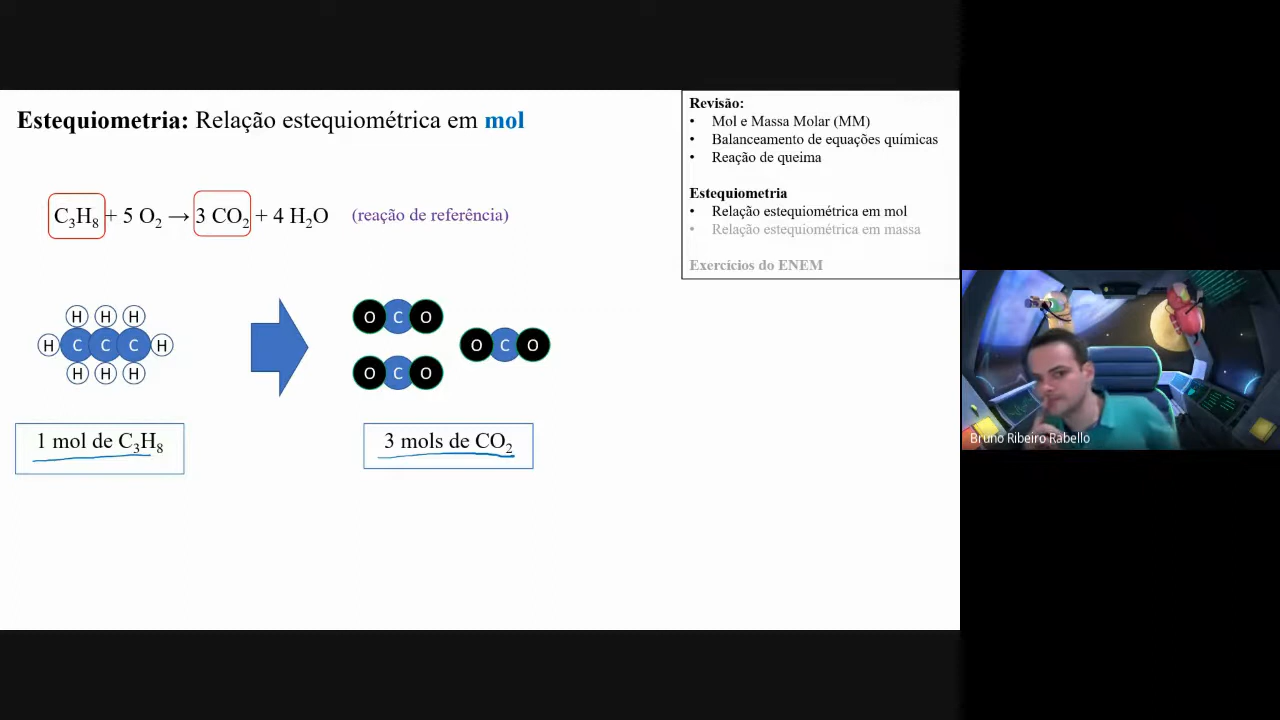 Estequiometria: Relação estequiométrica em mol
C₃H₈ + 5 O₂ → 3 CO₂ + 4 H₂O (reação de referência)
H H H
H C C C H
H H H
O C O
O C O
O C O
1 mol de C₃H₈
3 mols de CO₂
Revisão:
• Mol e Massa Molar (MM)
• Balanceamento de equações químicas
• Reação de queima
Estequiometria
• Relação estequiométrica em mol
• Relação estequiométrica em massa
Exercícios do ENEM
Bruno Ribeiro Rabello